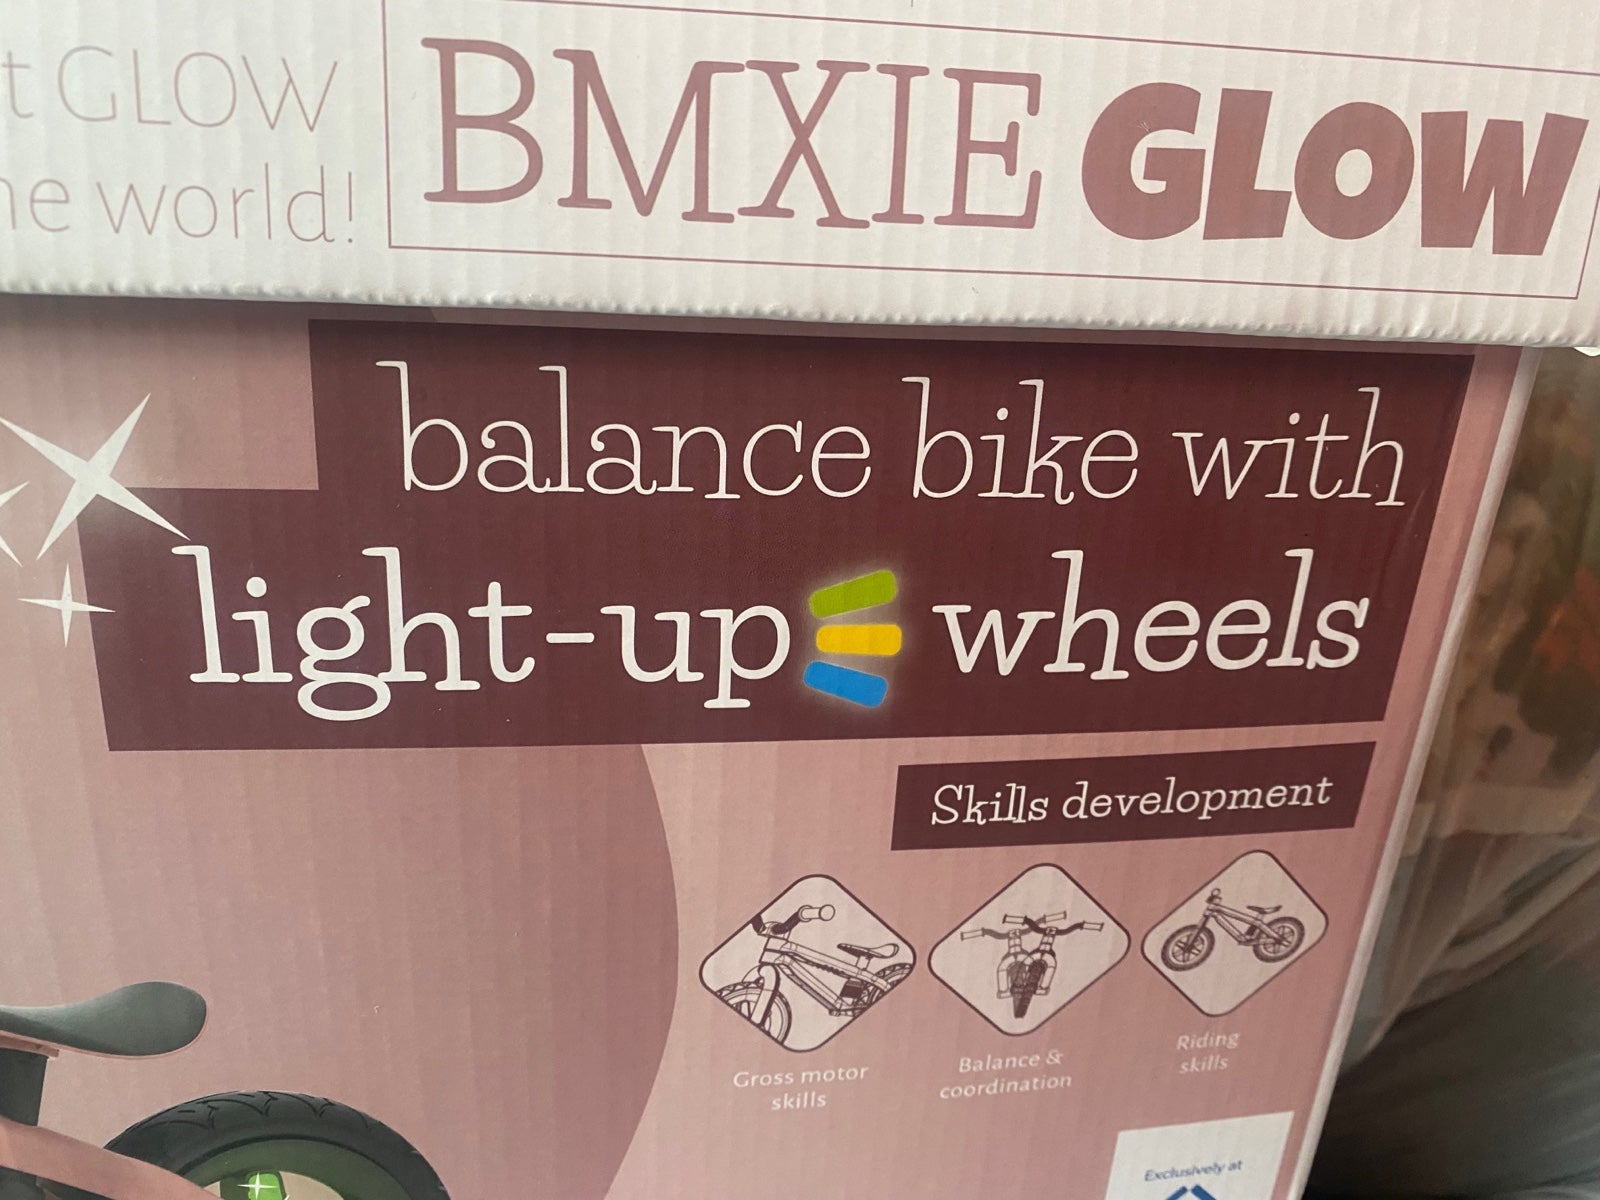 t GLOW
he world!
BMXIE GLOW
balance bike with
light-up wheels
Skills development
Gross motor
skills
Balance &
coordination
Riding
skills
Exclusively at